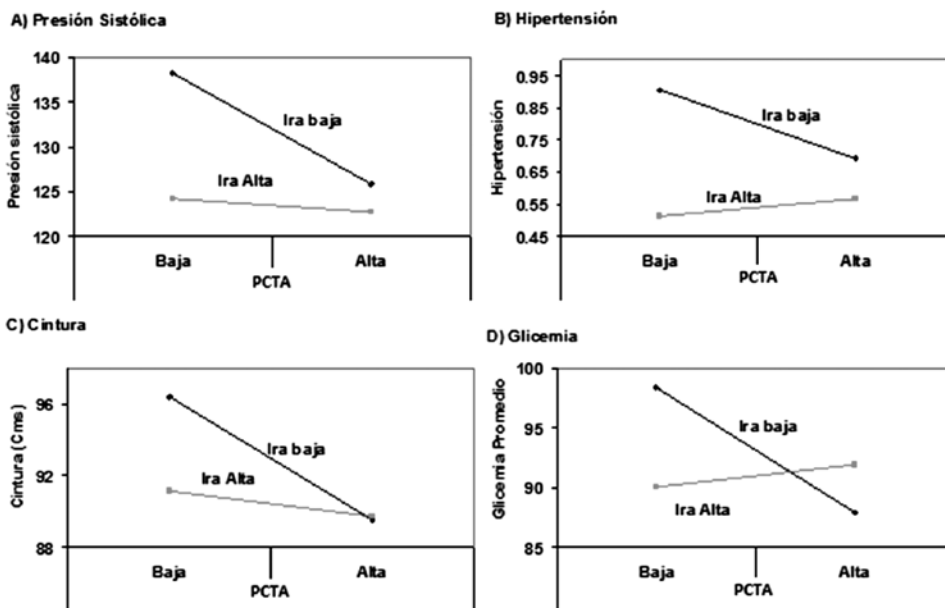 A) Presión Sistólica
140
135
130
125
120
Presión sistólica
Ira baja
Ira Alta
Baja
Alta
PCTA
B) Hipertensión
0.95
0.85
0.75
0.65
0.55
0.45
Hipertensión
Ira baja
Ira Alta
Baja
Alta
PCTA
C) Cintura
96
92
88
Cintura (Cms)
Ira baja
Ira Alta
Baja
Alta
PCTA
D) Glicemia
100
95
90
85
Glicemia Promedio
Ira baja
Ira Alta
Baja
Alta
PCTA